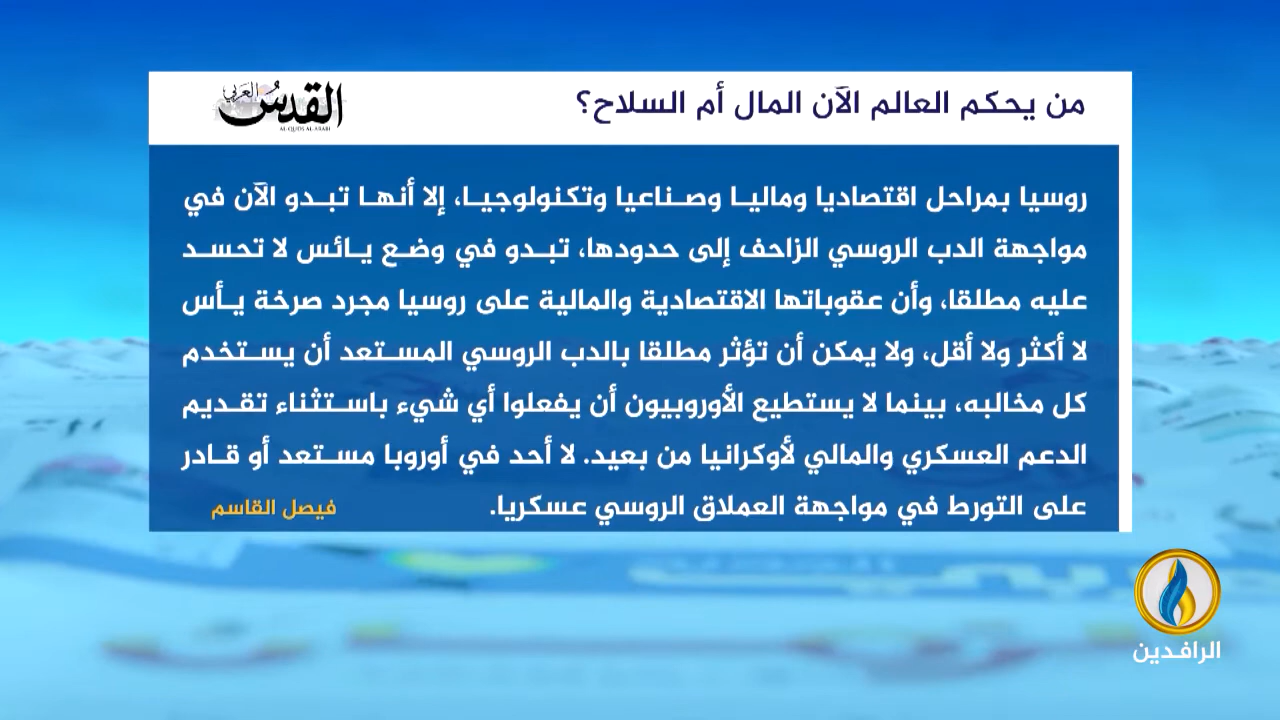 من يحكم العالم الآن المال أم السلاح؟
القدس العربي
AL-QUDS AL-ARABI
روسيا بمراحل اقتصاديا وماليا وصناعيا وتكنولوجيا، إلا أنها تبدو الآن في
مواجهة الدب الروسي الزاحف إلى حدودها، تبدو في وضع يائس لا تحسد
عليه مطلقا، وأن عقوباتها الاقتصادية والمالية على روسيا مجرد صرخة يأس
لا أكثر ولا أقل، ولا يمكن أن تؤثر مطلقا بالدب الروسي المستعد أن يستخدم
كل مخالبه، بينما لا يستطيع الأوروبيون أن يفعلوا أي شيء باستثناء تقديم
الدعم العسكري والمالي لأوكرانيا من بعيد. لا أحد في أوروبا مستعد أو قادر
على التورط في مواجهة العملاق الروسي عسكريا.
فيصل القاسم
الرافدين